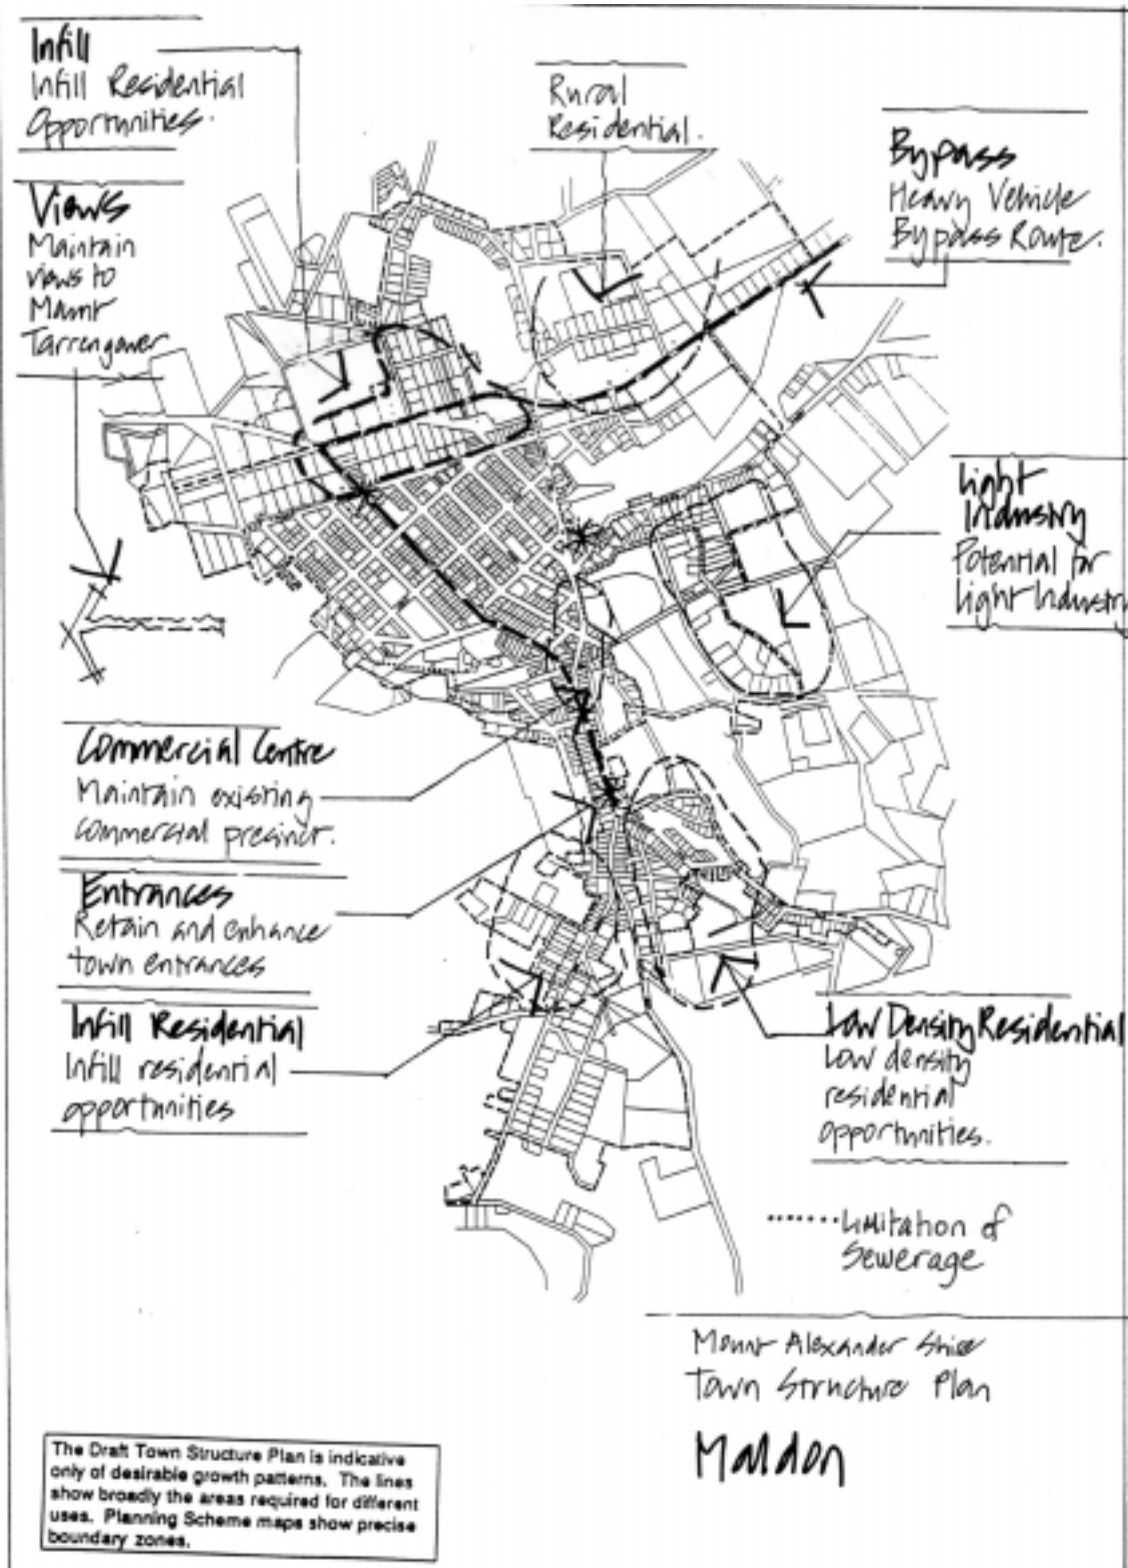 Infill
Infill Residential
Opportunities.
Views
Maintain
views to
Mount
Tarrengower
Rural
Residential.
Bypass
Heavy Vehicle
Bypass Route.
Light
Industry
Potential for
Light Industry
Commercial Centre
Maintain existing
commercial precinct.
Entrances
Retain and enhance
town entrances
Infill Residential
Infill residential
opportunities
Low Density Residential
Low density
residential
opportunities.
Limitation of
Sewerage
Mount Alexander Shire
Town Structure Plan
Maldon
The Draft Town Structure Plan is indicative
only of desirable growth patterns. The lines
show broadly the areas required for different
uses. Planning Scheme maps show precise
boundary zones.